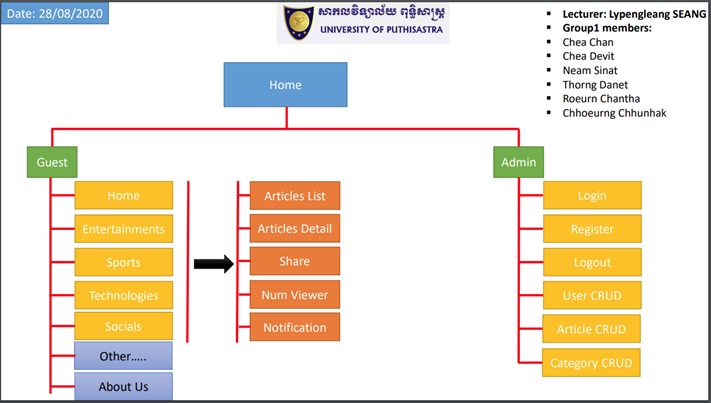 Date: 28/08/2020
សាកលវិទ្យាល័យ ពុទ្ធិសាស្ត្រ
UNIVERSITY OF PUTHISASTRA
Lecturer: Lypengleang SEANG
Group1 members:
Chea Chan
Chea Devit
Neam Sinat
Thorng Danet
Roeurn Chantha
Chhoeurng Chhunhak
Home
Guest
Admin
Home
Entertainments
Sports
Technologies
Socials
Other.....
About Us
Articles List
Articles Detail
Share
Num Viewer
Notification
Login
Register
Logout
User CRUD
Article CRUD
Category CRUD